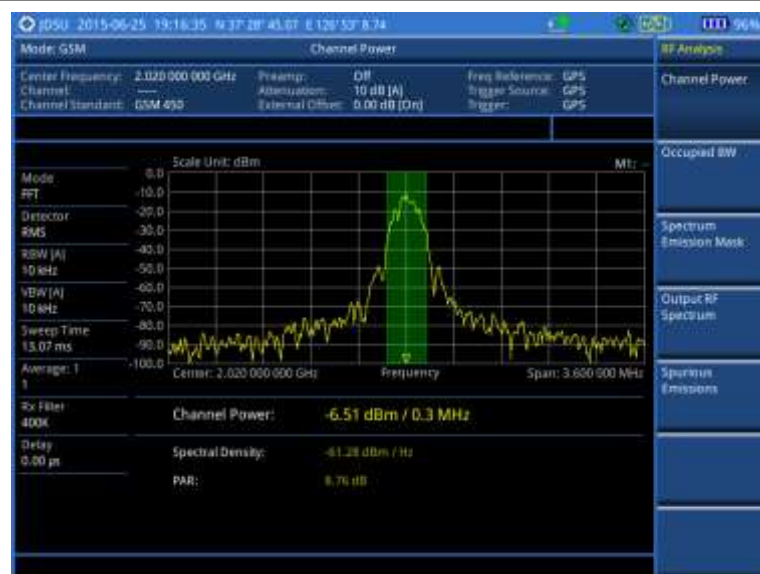 JDSU 2015-06-25 19:16:35 N 37° 28' 45.07 E 126° 53' 8.74 96%
Mode: GSM Channel Power RF Analysis
Center Frequency: 2.020 000 000 GHz Preamp: Off Freq Reference: GPS
Channel: ---- Attenuation: 10 dB [A] Trigger Source: GPS
Channel Standard: GSM 450 External Offset: 0.00 dB [On] Trigger: GPS
Channel Power
Occupied BW
Spectrum
Emission Mask
Output RF
Spectrum
Spurious
Emissions
Mode
FFT
Detector
RMS
RBW [A]
10 kHz
VBW [A]
10 kHz
Sweep Time
13.07 ms
Average: 1
1
Rx Filter
400K
Delay
0.00 µs
Scale Unit: dBm M1: --
0.0
-10.0
-20.0
-30.0
-40.0
-50.0
-60.0
-70.0
-80.0
-90.0
-100.0
Center: 2.020 000 000 GHz Frequency Span: 3.600 000 MHz
Channel Power: -6.51 dBm / 0.3 MHz
Spectral Density: -61.28 dBm / Hz
PAR: 8.76 dB